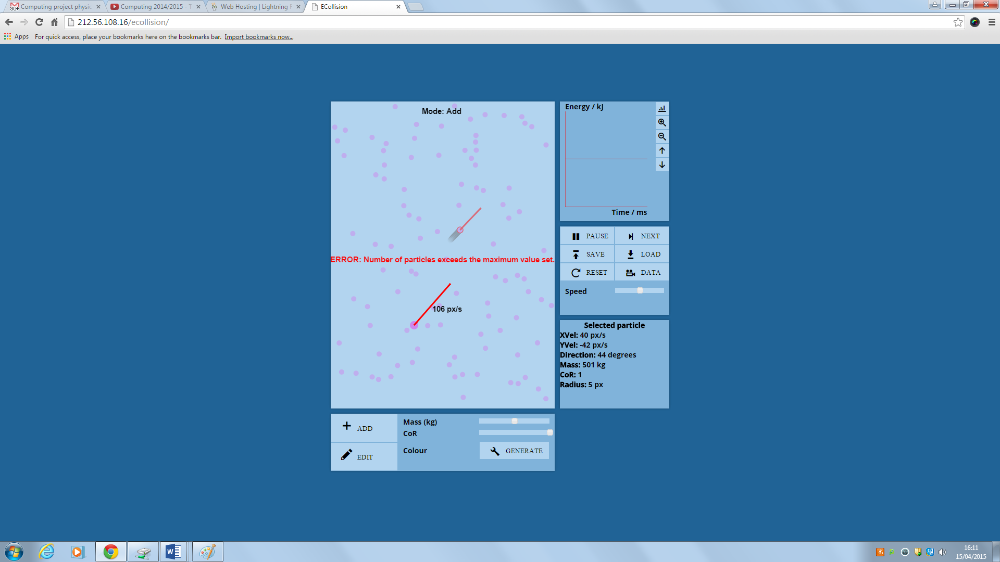 Computing project physic
Computing 2014/2015 - T
Web Hosting | Lightning F
ECollision
30+
212.56.108.16/ecollision/
Apps
For quick access, place your bookmarks here on the bookmarks bar. Import bookmarks now...
Mode: Add
ERROR: Number of particles exceeds the maximum value set.
106 px/s
Energy / kJ
Time / ms
PAUSE
NEXT
SAVE
LOAD
RESET
DATA
Speed
Selected particle
XVel: 40 px/s
YVel: -42 px/s
Direction: 44 degrees
Mass: 501 kg
CoR: 1
Radius: 5 px
ADD
EDIT
Mass (kg)
CoR
Colour
GENERATE
16:11
15/04/2015